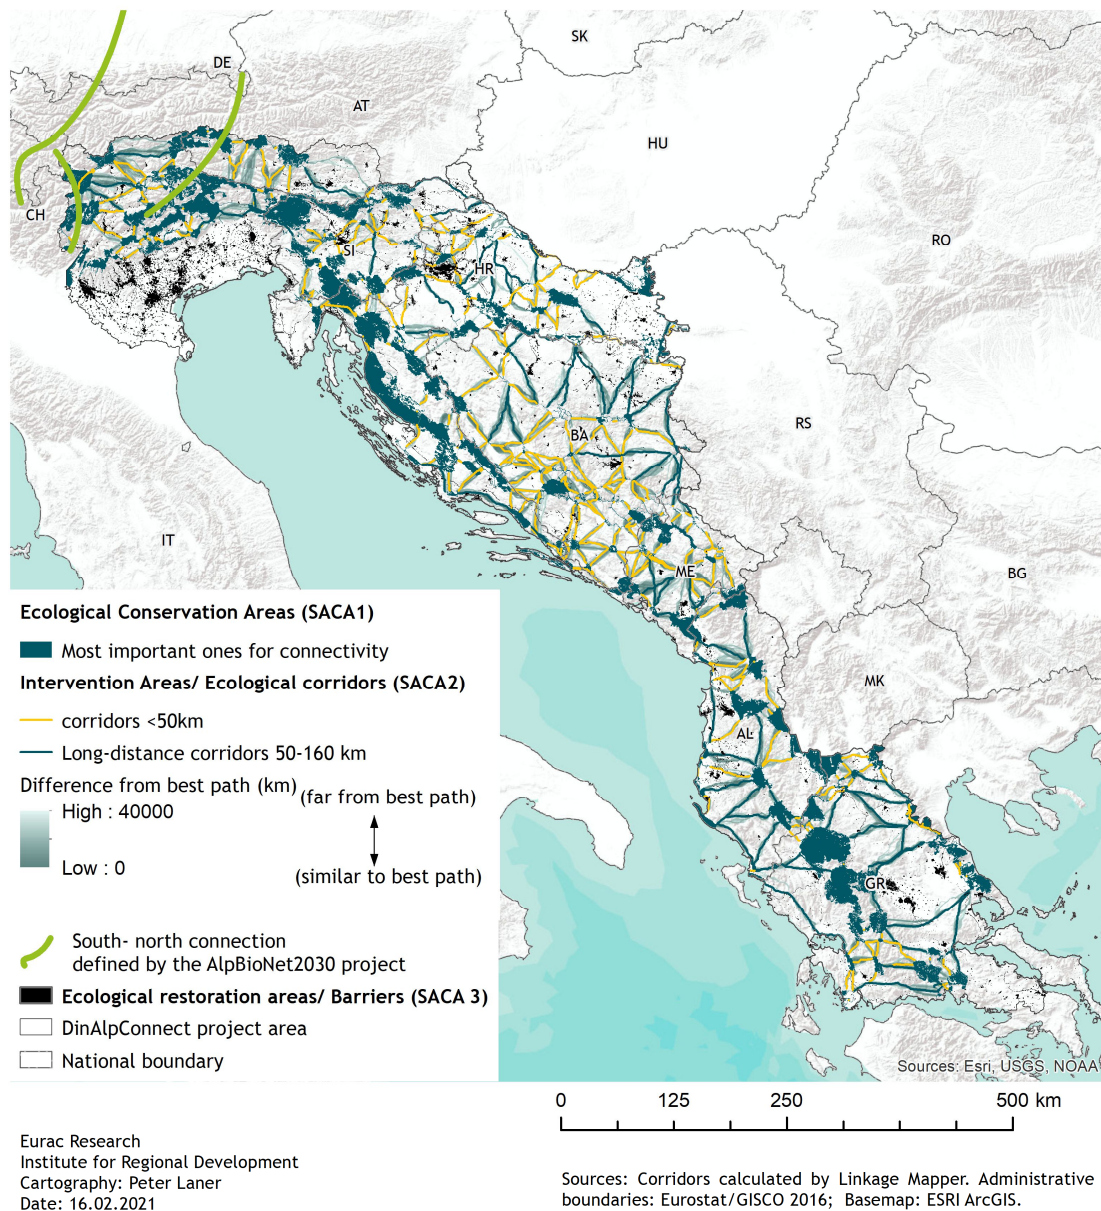 SK
DE
AT
HU
RO
CH
SI
HR
BA
RS
IT
ME
BG
MK
AL
GR
Ecological Conservation Areas (SACA1)
Most important ones for connectivity
Intervention Areas/ Ecological corridors (SACA2)
corridors <50km
Long-distance corridors 50-160 km
Difference from best path (km)
(far from best path)
High : 40000
Low : 0
(similar to best path)
South- north connection
defined by the AlpBioNet2030 project
Ecological restoration areas/ Barriers (SACA 3)
DinAlpConnect project area
National boundary
Sources: Esri, USGS, NOAA
0 125 250 500 km
Eurac Research
Institute for Regional Development
Cartography: Peter Laner
Date: 16.02.2021
Sources: Corridors calculated by Linkage Mapper. Administrative
boundaries: Eurostat/GISCO 2016; Basemap: ESRI ArcGIS.